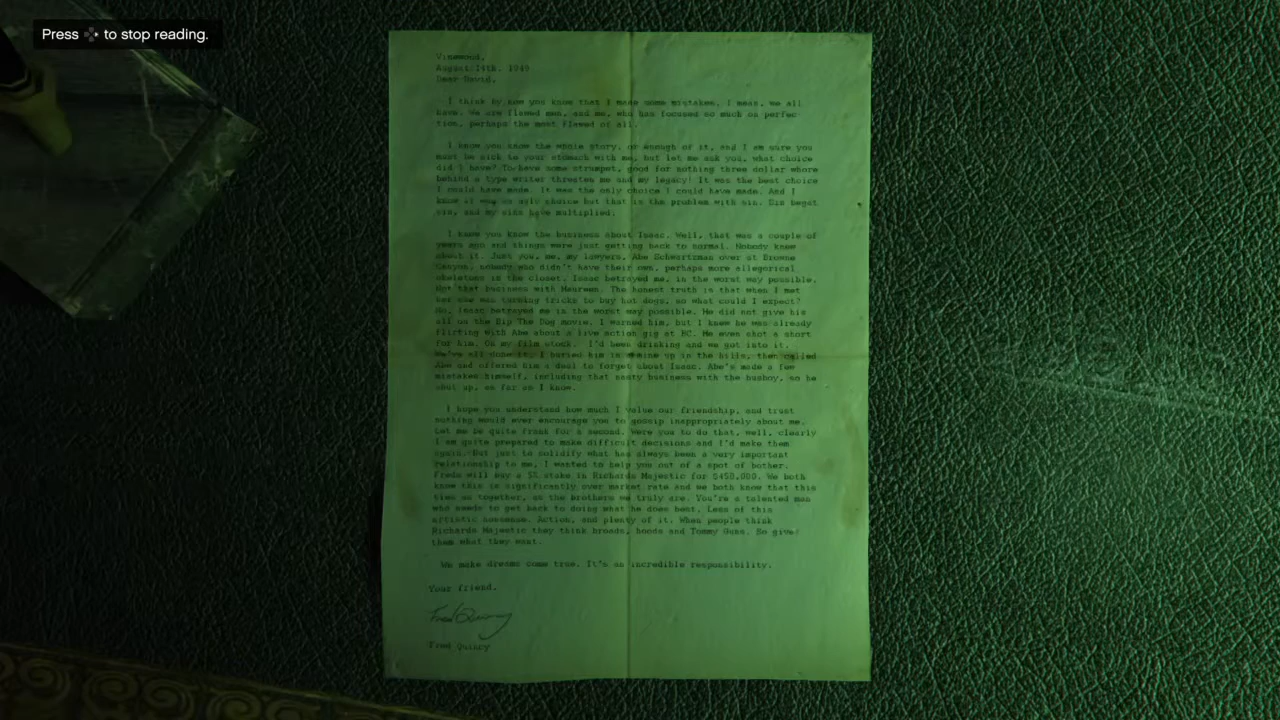 Press to stop reading.
Vinewood,
August 14th, 1949
Dear David,
I think by now you know that I made some mistakes. I mean, we all
have. We are flawed men, and me, who has focused so much on perfec-
tion, perhaps the most flawed of all.
I know you know the whole story, or enough of it, and I am sure you
must be sick to your stomach with me, but let me ask you, what choice
did I have? To have some strumpet, good for nothing three dollar whore
behind a type writer threaten me and my legacy! It was the best choice
I could have made. It was the only choice I could have made. And I
know it was an ugly choice but that is the problem with sin. Sin beget
sin, and my sins have multiplied.
I know you know the business about Isaac. Well, that was a couple of
years ago and things were just getting back to normal. Nobody knew
about it. Just you, me, my lawyers, Abe Schwartzman over at Browne
Canyon, nobody who didn't have their own, perhaps more allegorical
skeletons in the closet. Isaac betrayed me, in the worst way possible.
Not that business with Maureen. The honest truth is that when I met
her she was turning tricks to buy hot dogs, so what could I expect?
No, Isaac betrayed me in the worst way possible. He did not give his
all on the Rip The Dog movie. I warned him, but I knew he was already
flirting with Abe about a live action gig at BC. He even shot a short
for him. On my film stock. I'd been drinking and we got into it.
We've all done it. I buried him in a mine up in the hills, then called
Abe and offered him a deal to forget about Isaac. Abe's made a few
mistakes himself, including that nasty business with the busboy, so he
shut up, as far as I know.
I hope you understand how much I value our friendship, and trust
nothing would ever encourage you to gossip inappropriately about me.
Let me be quite frank for a second. Were you to do that, well, clearly
I am quite prepared to make difficult decisions and I'd make them
again. But just to solidify what has always been a very important
relationship to me, I wanted to help you out of a spot of bother.
Freds will buy a 5% stake in Richards Majestic for $450,000. We both
know this is significantly over market rate and we both know that this
ties us together, as the brothers we truly are. You're a talented man
who needs to get back to doing what he does best. Less of this
artistic nonsense. Action, and plenty of it. When people think
Richards Majestic they think broads, hoods and Tommy Guns. So give
them what they want.
We make dreams come true. It's an incredible responsibility.
Your friend,
Fred Quincy
Fred Quincy